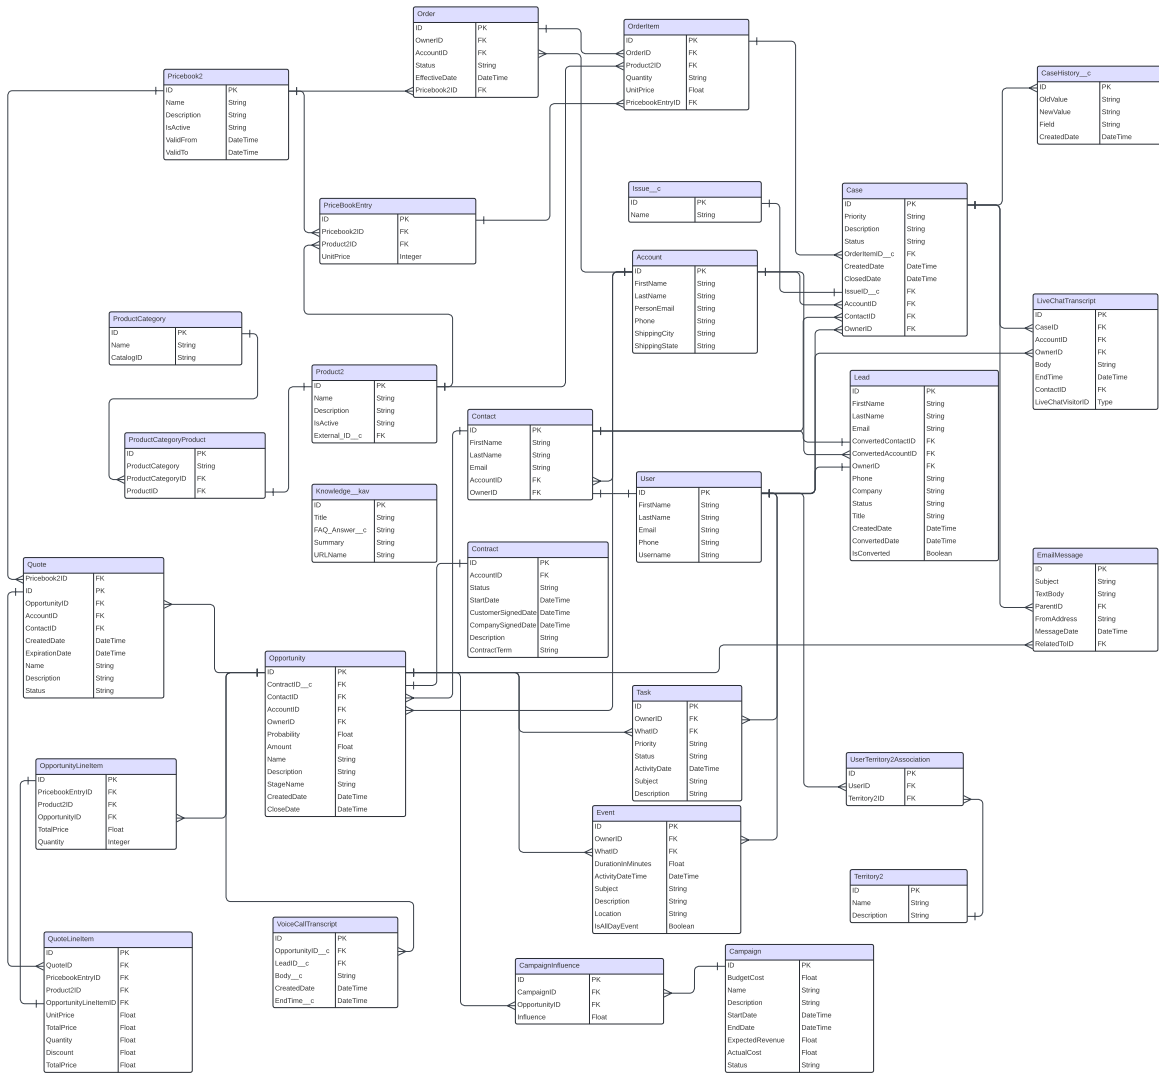 Order
ID PK
OwnerID FK
AccountID FK
Status String
EffectiveDate DateTime
Pricebook2ID FK
OrderItem
ID PK
OrderID FK
Product2ID FK
Quantity String
UnitPrice Float
PricebookEntryID FK
Pricebook2
ID PK
Name String
Description String
IsActive String
ValidFrom DateTime
ValidTo DateTime
CaseHistory__c
ID PK
OldValue String
NewValue String
Field String
CreatedDate DateTime
PriceBookEntry
ID PK
Pricebook2ID FK
Product2ID FK
UnitPrice Integer
Issue__c
ID PK
Name String
Case
ID PK
Priority String
Description String
Status String
OrderItemID__c FK
CreatedDate DateTime
ClosedDate DateTime
IssueID__c FK
AccountID FK
ContactID FK
OwnerID FK
Account
ID PK
FirstName String
LastName String
PersonEmail String
Phone String
ShippingCity String
ShippingState String
LiveChatTranscript
ID PK
CaseID FK
AccountID FK
OwnerID FK
Body String
EndTime DateTime
ContactID FK
LiveChatVisitorID Type
ProductCategory
ID PK
Name String
CatalogID String
Product2
ID PK
Name String
Description String
IsActive String
External_ID__c FK
Lead
ID PK
FirstName String
LastName String
Email String
ConvertedContactID FK
ConvertedAccountID FK
OwnerID FK
Phone String
Company String
Status String
Title String
CreatedDate DateTime
ConvertedDate DateTime
IsConverted Boolean
Contact
ID PK
FirstName String
LastName String
Email String
AccountID FK
OwnerID FK
ProductCategoryProduct
ID PK
ProductCategory String
ProductCategoryID FK
ProductID FK
User
ID PK
FirstName String
LastName String
Email String
Phone String
Username String
Knowledge__kav
ID PK
Title String
FAQ_Answer__c String
Summary String
URLName String
Contract
ID PK
AccountID FK
Status String
StartDate DateTime
CustomerSignedDate DateTime
CompanySignedDate DateTime
Description String
ContractTerm String
EmailMessage
ID PK
Subject String
TextBody String
ParentID FK
FromAddress String
MessageDate DateTime
RelatedToID FK
Quote
Pricebook2ID FK
ID PK
OpportunityID FK
AccountID FK
ContactID FK
CreatedDate DateTime
ExpirationDate DateTime
Name String
Description String
Status String
Opportunity
ID PK
ContractID__c FK
ContactID FK
AccountID FK
OwnerID FK
Probability Float
Amount Float
Name String
Description String
StageName String
CreatedDate DateTime
CloseDate DateTime
Task
ID PK
OwnerID FK
WhatID FK
Priority String
Status String
ActivityDate DateTime
Subject String
Description String
UserTerritory2Association
ID PK
UserID FK
Territory2ID FK
OpportunityLineItem
ID PK
PricebookEntryID FK
Product2ID FK
OpportunityID FK
TotalPrice Float
Quantity Integer
Event
ID PK
OwnerID FK
WhatID FK
DurationInMinutes Float
ActivityDateTime DateTime
Subject String
Description String
Location String
IsAllDayEvent Boolean
Territory2
ID PK
Name String
Description String
VoiceCallTranscript
ID PK
OpportunityID__c FK
LeadID__c FK
Body__c String
CreatedDate DateTime
EndTime__c DateTime
QuoteLineItem
ID PK
QuoteID FK
PricebookEntryID FK
Product2ID FK
OpportunityLineItemID FK
UnitPrice Float
TotalPrice Float
Quantity Float
Discount Float
TotalPrice Float
CampaignInfluence
ID PK
CampaignID FK
OpportunityID FK
Influence Float
Campaign
ID PK
BudgetCost Float
Name String
Description String
StartDate DateTime
EndDate DateTime
ExpectedRevenue Float
ActualCost Float
Status String